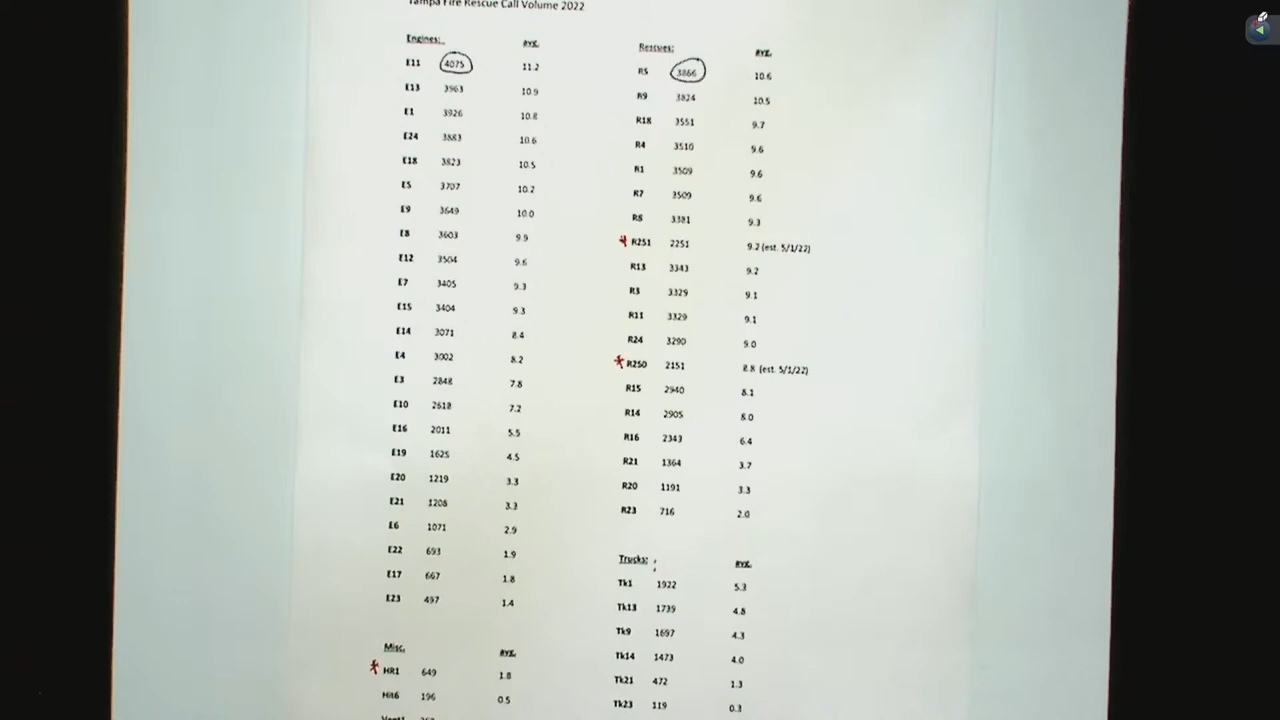 Tampa Fire Rescue Call Volume 2022
Engines: avg.
E11 4075 11.2
E13 3963 10.9
E1 3926 10.8
E24 3883 10.6
E18 3823 10.5
E5 3707 10.2
E9 3649 10.0
E8 3603 9.9
E12 3504 9.6
E7 3405 9.3
E15 3404 9.3
E14 3071 8.4
E4 3002 8.2
E3 2848 7.8
E10 2618 7.2
E16 2011 5.5
E19 1625 4.5
E20 1219 3.3
E21 1206 3.3
E6 1071 2.9
E22 693 1.9
E17 667 1.8
E23 497 1.4
Misc. avg.
HR1 649 1.8
Hit6 196 0.5
Rescues: avg.
R5 3866 10.6
R9 3824 10.5
R18 3551 9.7
R4 3510 9.6
R1 3509 9.6
R7 3509 9.6
R8 3381 9.3
R251 2251 9.2 (est. 5/1/22)
R13 3343 9.2
R3 3329 9.1
R11 3329 9.1
R24 3290 9.0
R250 2151 8.8 (est. 5/1/22)
R15 2940 8.1
R14 2905 8.0
R16 2343 6.4
R21 1364 3.7
R20 1191 3.3
R23 716 2.0
Trucks: avg.
Tk1 1922 5.3
Tk13 1739 4.8
Tk9 1697 4.3
Tk14 1473 4.0
Tk21 472 1.3
Tk23 119 0.3